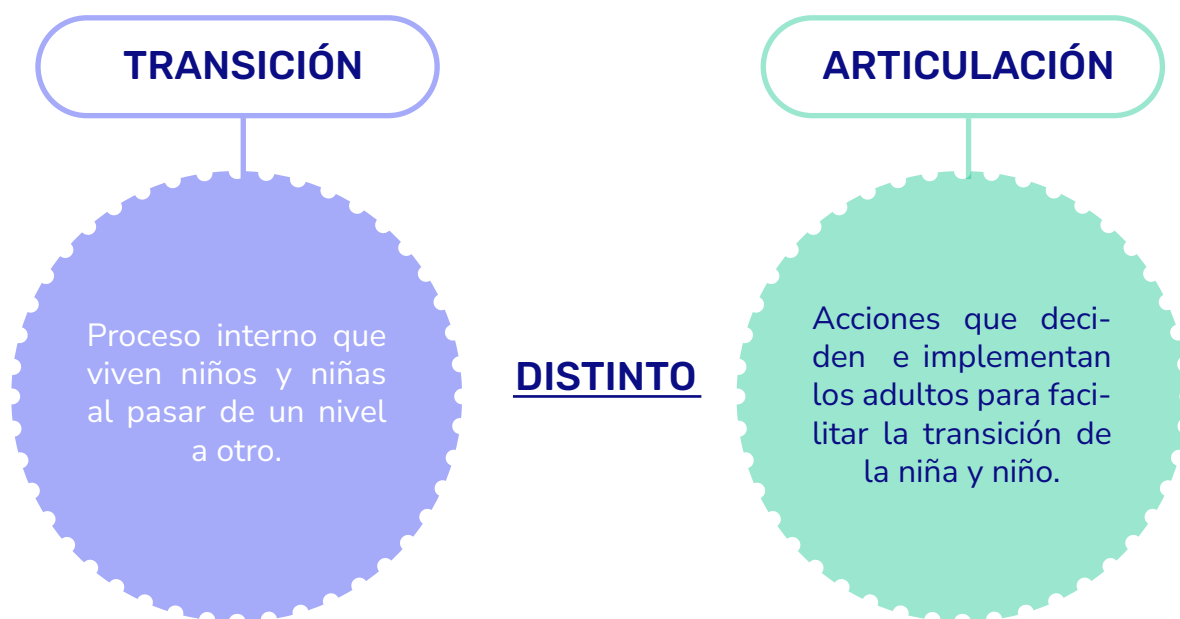 TRANSICIÓN
Proceso interno que
viven niños y niñas
al pasar de un nivel
a otro.
DISTINTO
ARTICULACIÓN
Acciones que deci-
den e implementan
los adultos para faci-
litar la transición de
la niña y niño.